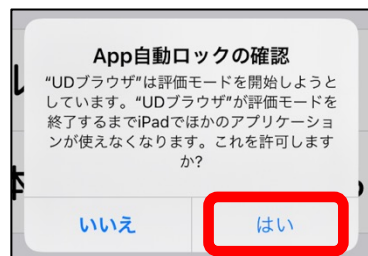 App自動ロックの確認
“UDブラウザ”は評価モードを開始しようと
しています。“UDブラウザ”が評価モードを
終了するまでiPadでほかのアプリケーショ
ンが使えなくなります。これを許可します
か?
いいえ
はい